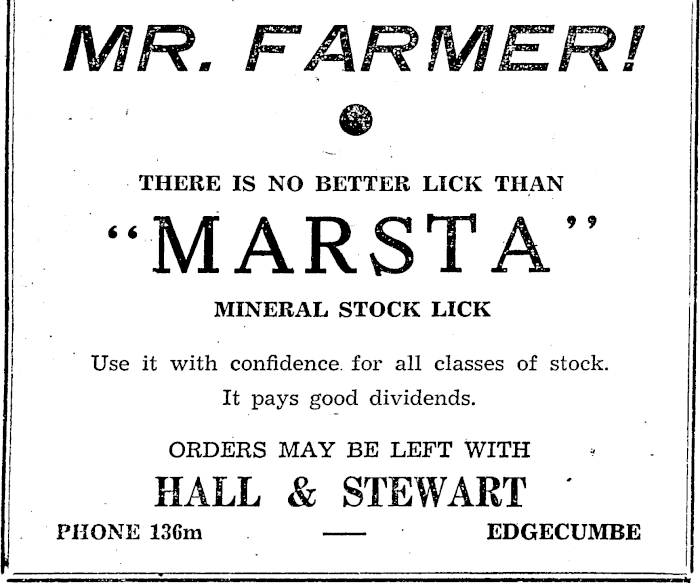 MR. FARMER!
THERE IS NO BETTER LICK THAN
“MARSTA”
MINERAL STOCK LICK
Use it with confidence for all classes of stock.
It pays good dividends.
ORDERS MAY BE LEFT WITH
HALL & STEWART
PHONE 136m — EDGECUMBE